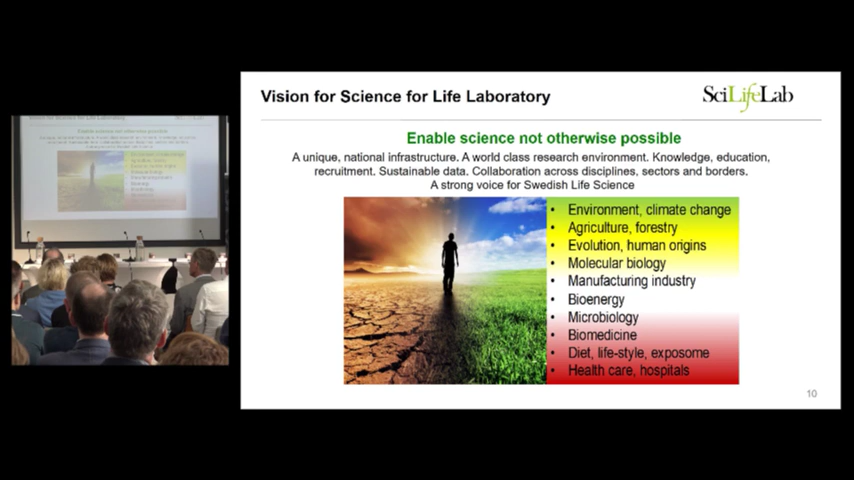 Vision for Science for Life Laboratory
SciLifeLab
Enable science not otherwise possible
A unique, national infrastructure. A world class research environment. Knowledge, education,
recruitment. Sustainable data. Collaboration across disciplines, sectors and borders.
A strong voice for Swedish Life Science
• Environment, climate change
• Agriculture, forestry
• Evolution, human origins
• Molecular biology
• Manufacturing industry
• Bioenergy
• Microbiology
• Biomedicine
• Diet, life-style, exposome
• Health care, hospitals
10